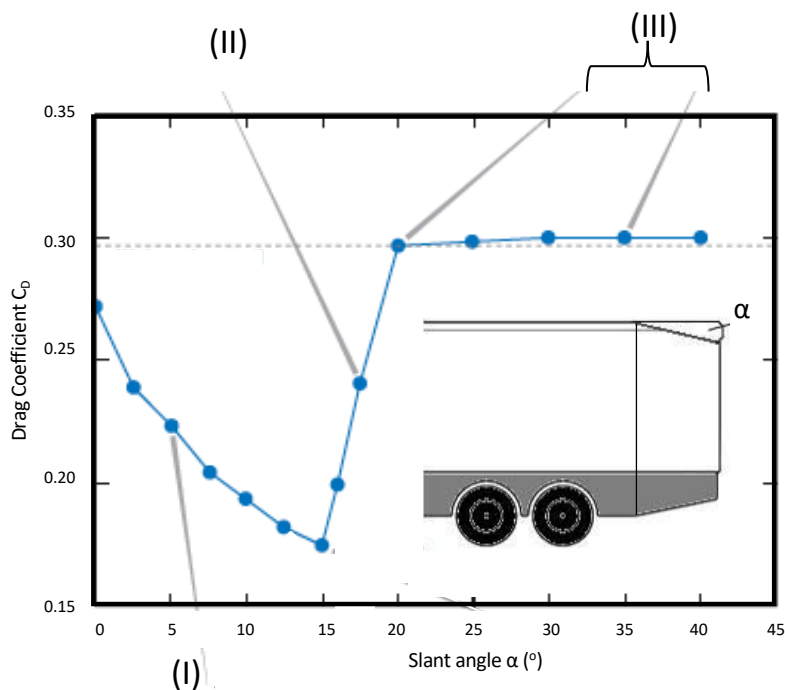 (II)
(III)
0.35
0.30
0.25
0.20
0.15
Drag Coefficient C_D
α
0 5 10 15 20 25 30 35 40 45
Slant angle α (°)
(I)